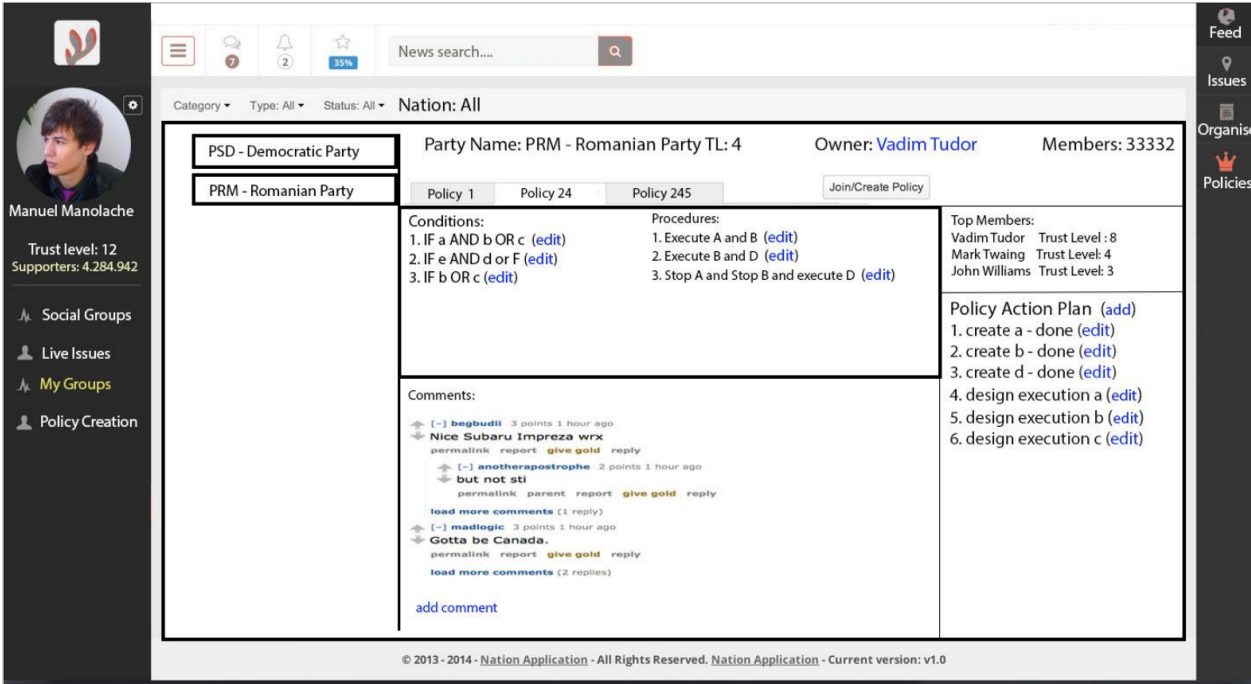 7
2
35%
News search....
Category
Type: All
Status: All
Nation: All
Manuel Manolache
Trust level: 12
Supporters: 4.284.942
Social Groups
Live Issues
My Groups
Policy Creation
PSD - Democratic Party
PRM - Romanian Party
Party Name: PRM - Romanian Party TL: 4
Owner: Vadim Tudor
Members: 33332
Policy 1
Policy 24
Policy 245
Join/Create Policy
Conditions:
1. IF a AND b OR c (edit)
2. IF e AND d or F (edit)
3. IF b OR c (edit)
Procedures:
1. Execute A and B (edit)
2. Execute B and D (edit)
3. Stop A and Stop B and execute D (edit)
Comments:
[-] begbudii 3 points 1 hour ago
Nice Subaru Impreza wrx
permalink report give gold reply
[-] anotherapostrophe 2 points 1 hour ago
but not sti
permalink parent report give gold reply
load more comments (1 reply)
[-] madlogic 3 points 1 hour ago
Gotta be Canada.
permalink report give gold reply
load more comments (2 replies)
add comment
Top Members:
Vadim Tudor Trust Level : 8
Mark Twaing Trust Level: 4
John Williams Trust Level: 3
Policy Action Plan (add)
1. create a - done (edit)
2. create b - done (edit)
3. create d - done (edit)
4. design execution a (edit)
5. design execution b (edit)
6. design execution c (edit)
Feed
Issues
Organise
Policies
© 2013 - 2014 - Nation Application - All Rights Reserved. Nation Application - Current version: v1.0